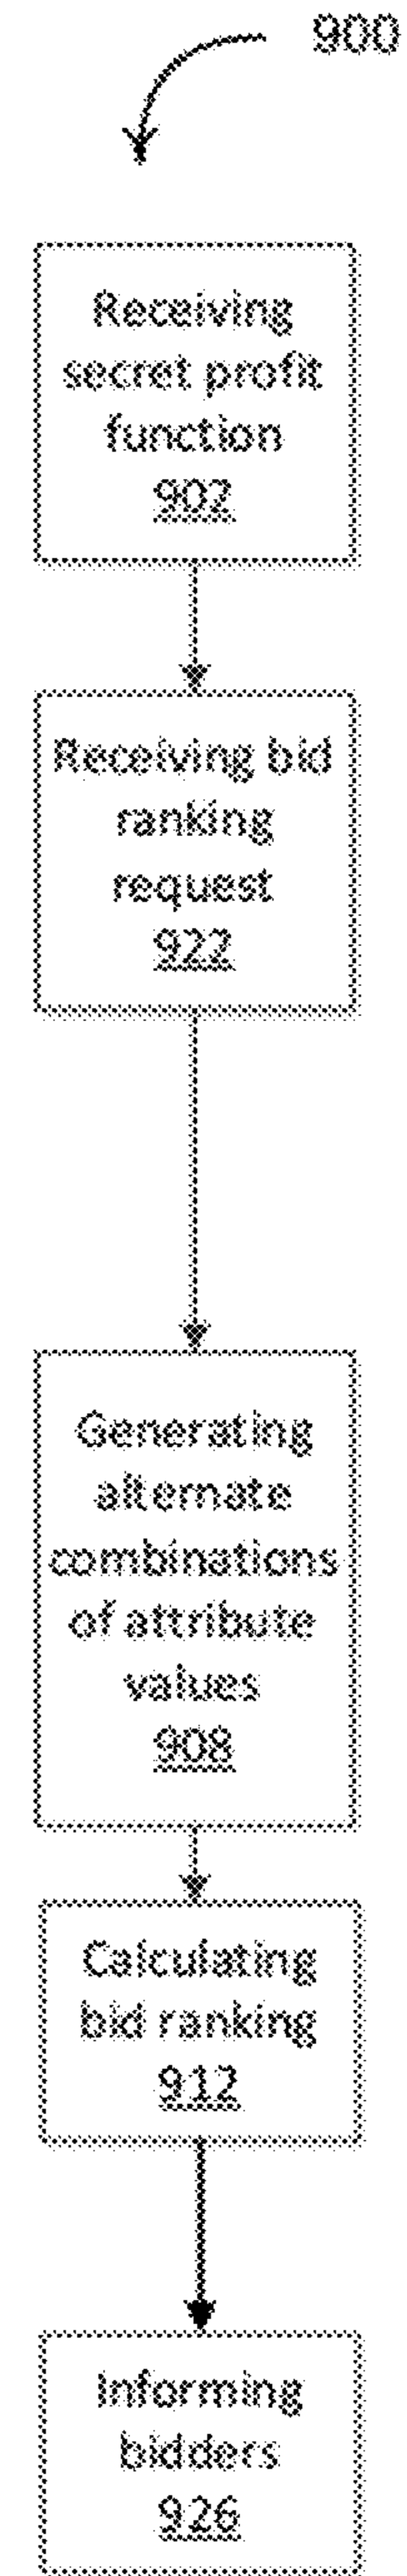 900
Receiving
secret profit
function
902
Receiving bid
ranking
request
922
Generating
alternate
combinations
of attribute
values
908
Calculating
bid ranking
912
Informing
bidders
926